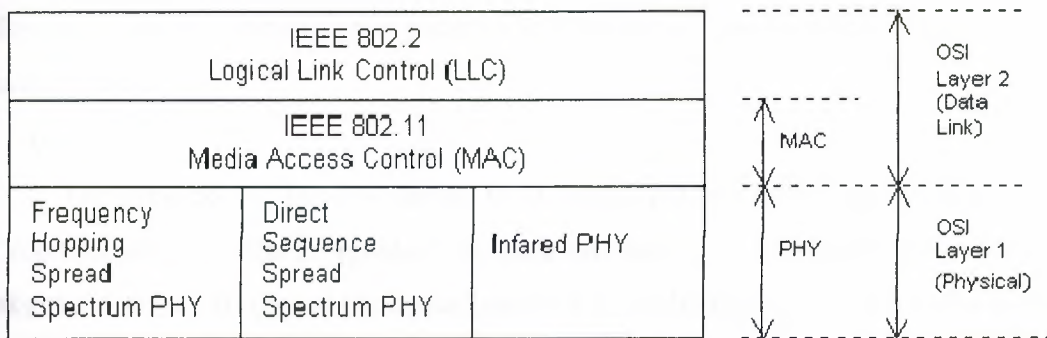 IEEE 802.2
Logical Link Control (LLC)
IEEE 802.11
Media Access Control (MAC)
Frequency
Hopping
Spread
Spectrum PHY
Direct
Sequence
Spread
Spectrum PHY
Infared PHY
MAC
PHY
OSI
Layer 2
(Data
Link)
OSI
Layer 1
(Physical)